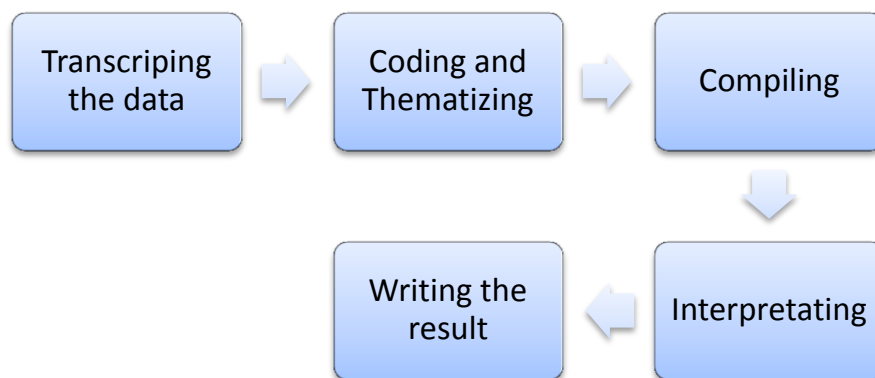 Transcriping
the data
Coding and
Thematizing
Compiling
Interpretating
Writing the
result